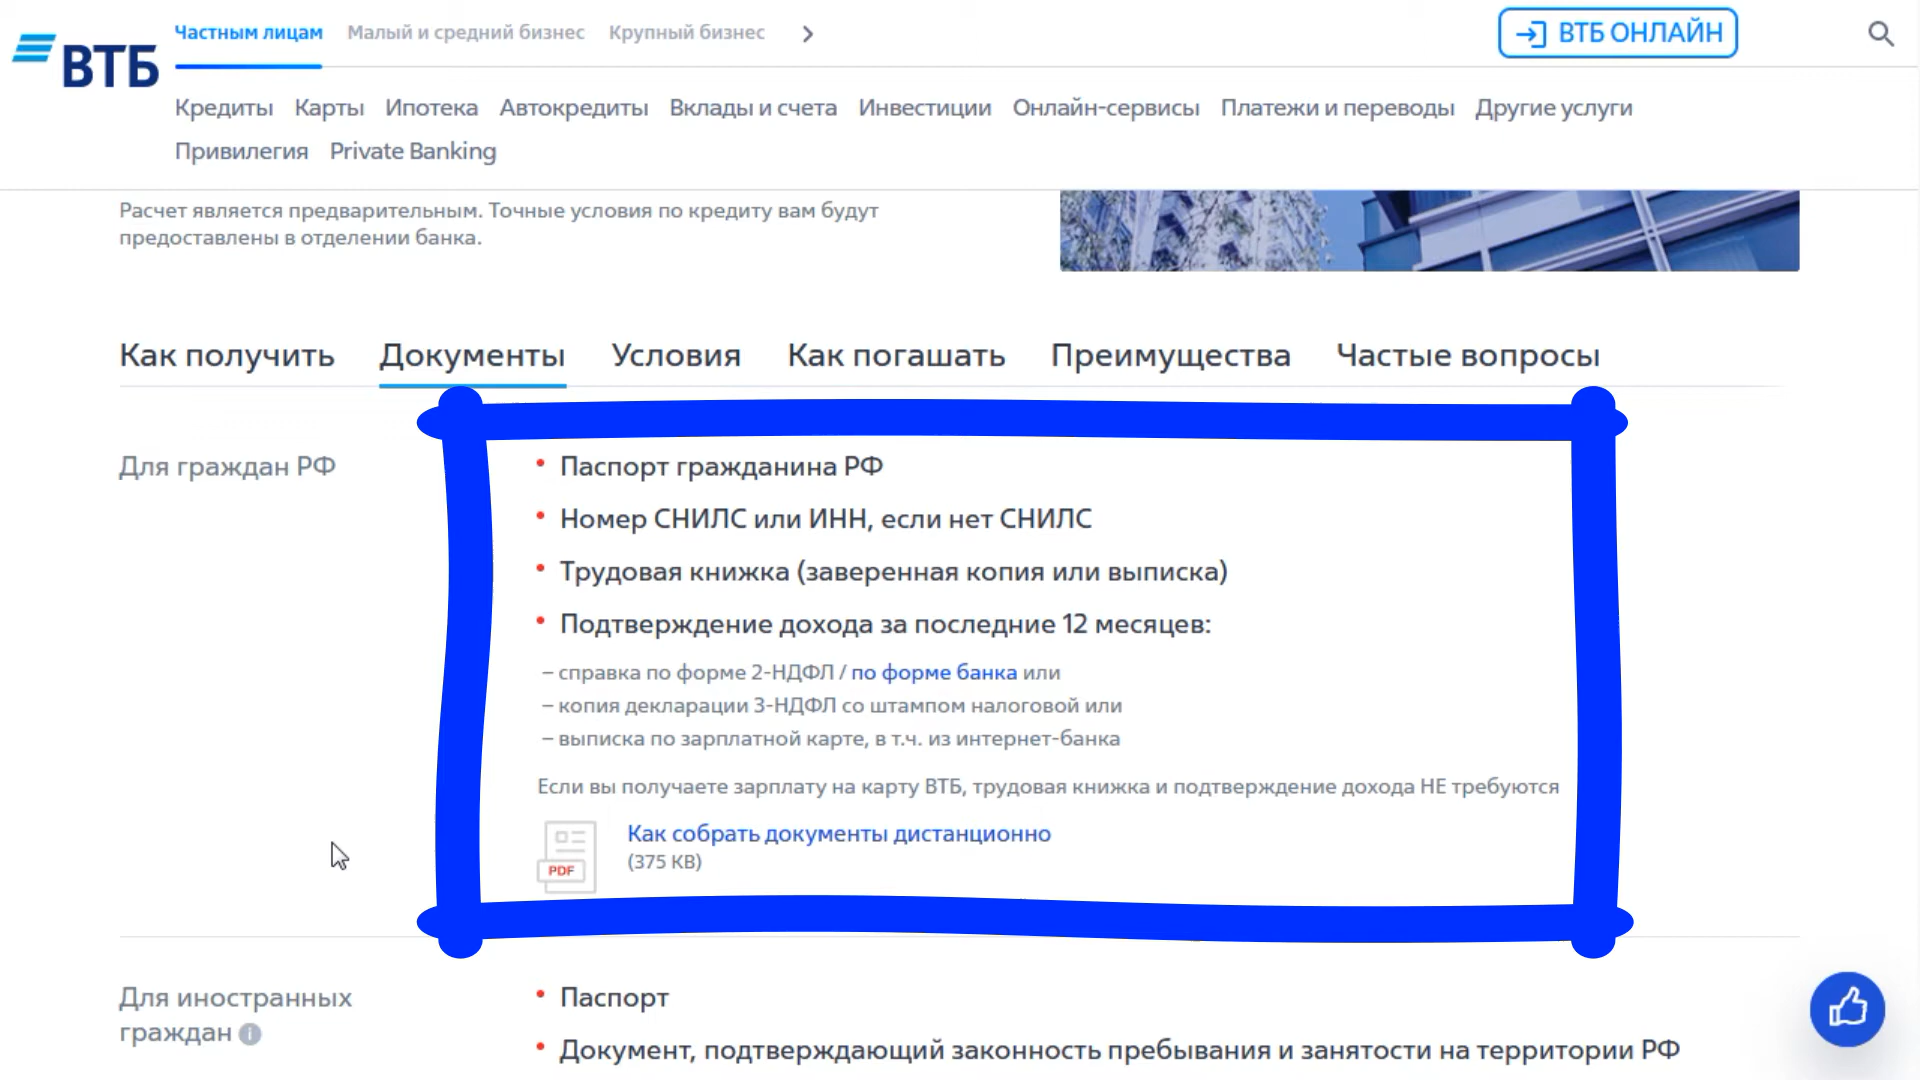 Частным лицам Малый и средний бизнес Крупный бизнес
ВТБ ОНЛАЙН
ВТБ
Кредиты Карты Ипотека Автокредиты Вклады и счета Инвестиции Онлайн-сервисы Платежи и переводы Другие услуги
Привилегия Private Banking
Расчет является предварительным. Точные условия по кредиту вам будут
предоставлены в отделении банка.
Как получить Документы Условия Как погашать Преимущества Частые вопросы
Для граждан РФ
• Паспорт гражданина РФ
• Номер СНИЛС или ИНН, если нет СНИЛС
• Трудовая книжка (заверенная копия или выписка)
• Подтверждение дохода за последние 12 месяцев:
– справка по форме 2-НДФЛ / по форме банка или
– копия декларации 3-НДФЛ со штампом налоговой или
– выписка по зарплатной карте, в т.ч. из интернет-банка
Если вы получаете зарплату на карту ВТБ, трудовая книжка и подтверждение дохода НЕ требуются
PDF
Как собрать документы дистанционно
(375 КВ)
Для иностранных
граждан i
• Паспорт
• Документ, подтверждающий законность пребывания и занятости на территории РФ